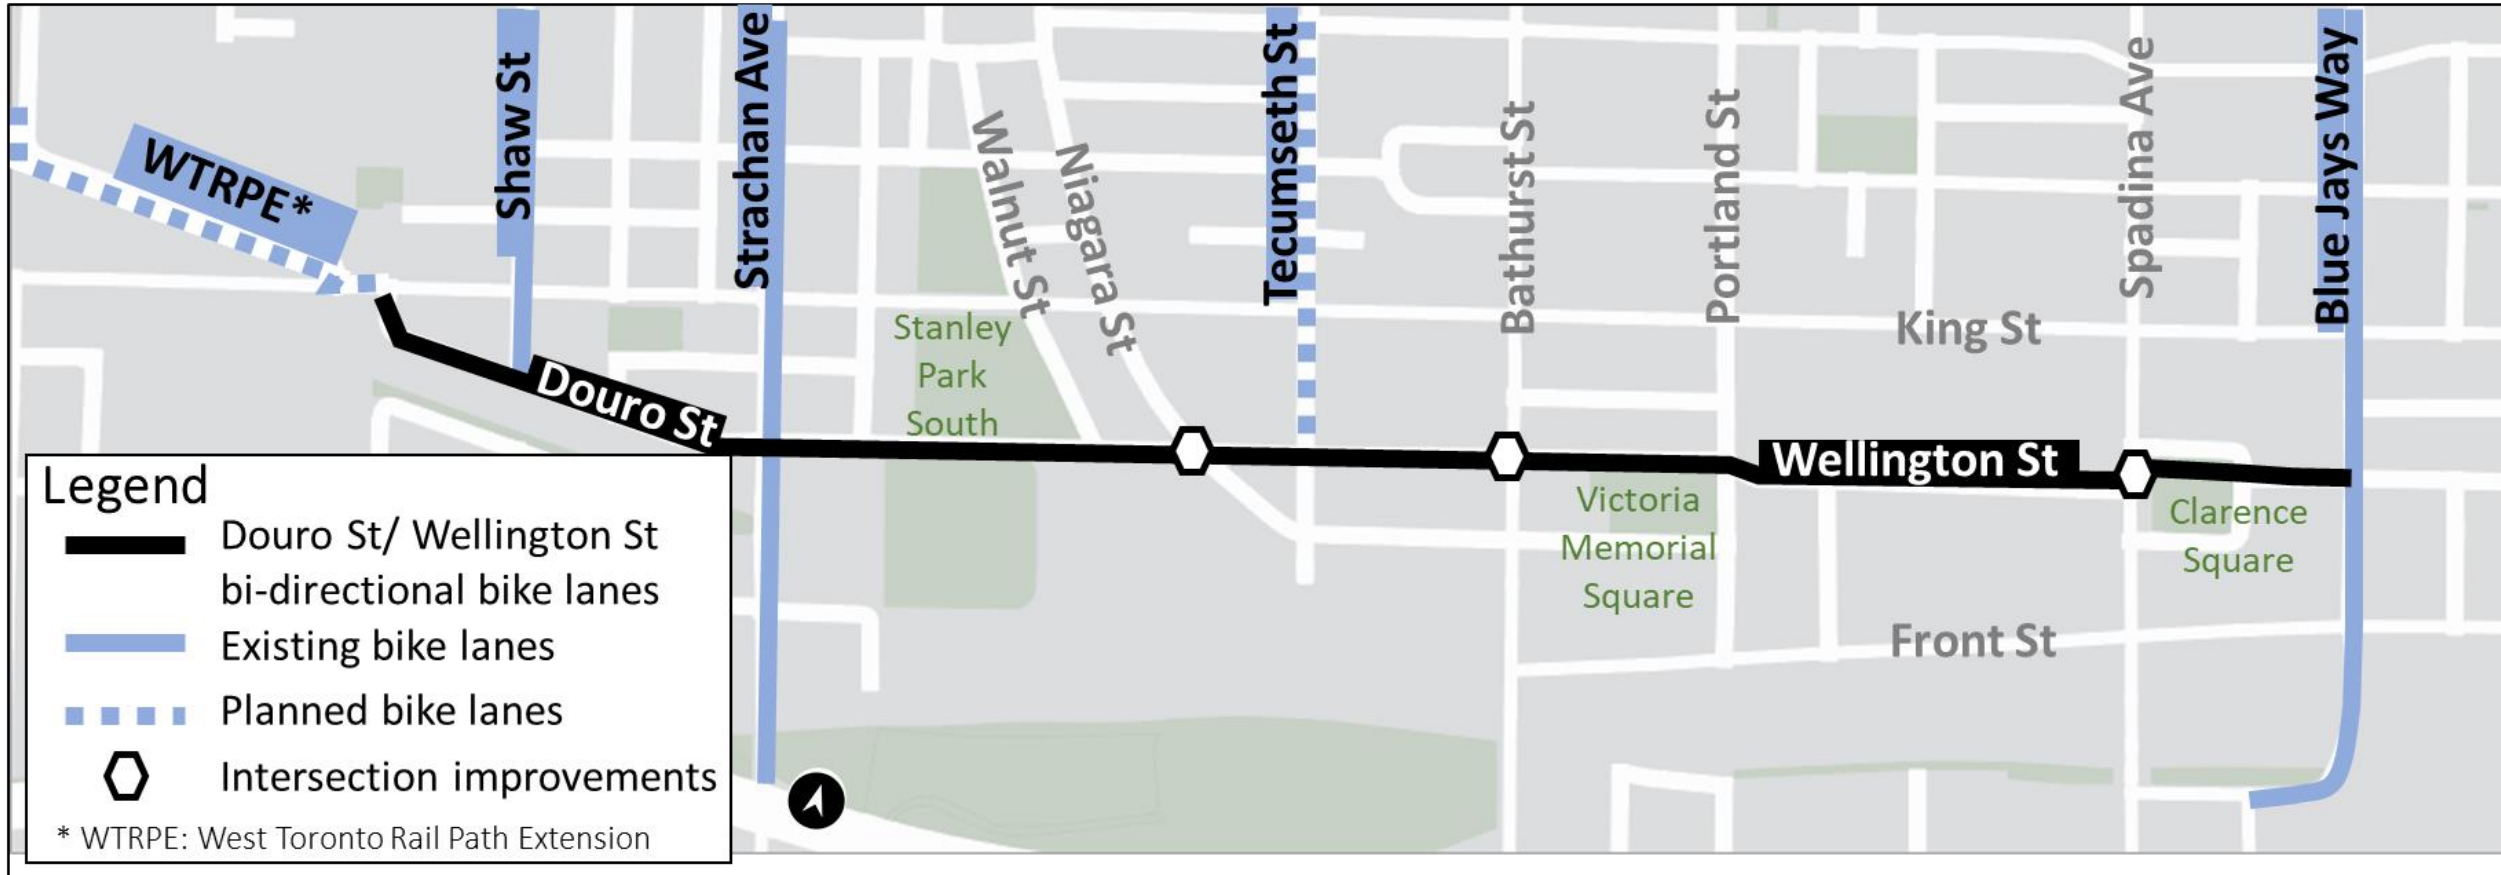 WTRPE*
Shaw St
Strachan Ave
Walnut St
Niagara St
Tecumseth St
Bathurst St
Portland St
Spadina Ave
Blue Jays Way
King St
Stanley
Park
South
Douro St
Wellington St
Victoria
Memorial
Square
Clarence
Square
Front St
Legend
Douro St/ Wellington St
bi-directional bike lanes
Existing bike lanes
Planned bike lanes
Intersection improvements
* WTRPE: West Toronto Rail Path Extension